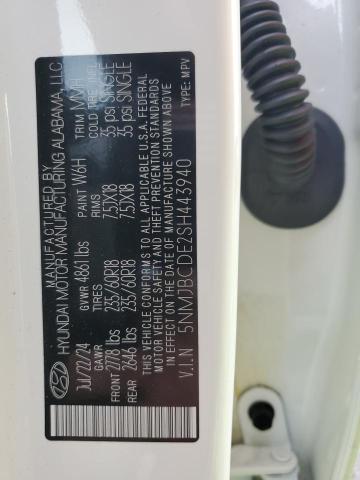 MANUFACTURED BY
HYUNDAI MOTOR MANUFACTURING ALABAMA, LLC
JU/22/24 GVWR 4861 lbs PAINT W6H TRIM MMH
GAWR TIRES RIMS COLD TIRE INFL
FRONT 2778 lbs 235/60R18 7.5JX18 35 psi SINGLE
REAR 2646 lbs 235/60R18 7.5JX18 35 psi SINGLE
THIS VEHICLE CONFORMS TO ALL APPLICABLE U.S.A. FEDERAL
MOTOR VEHICLE SAFETY AND THEFT PREVENTION STANDARDS
IN EFFECT ON THE DATE OF MANUFACTURE SHOWN ABOVE.
V.I.N 5NMJBCDE2SH443940 TYPE: MPV